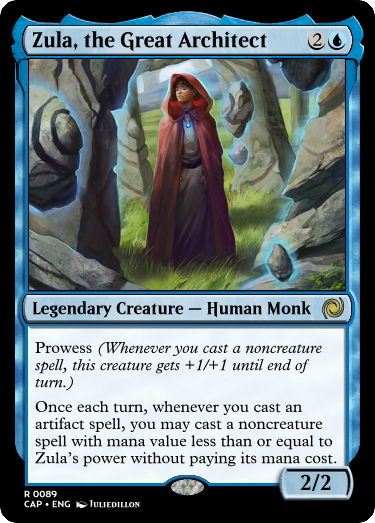 Zula, the Great Architect 2
Legendary Creature — Human Monk
Prowess (Whenever you cast a noncreature
spell, this creature gets +1/+1 until end of
turn.)
Once each turn, whenever you cast an
artifact spell, you may cast a noncreature
spell with mana value less than or equal to
Zula's power without paying its mana cost.
2/2
R 0089
CAP • ENG JULIEDILLON